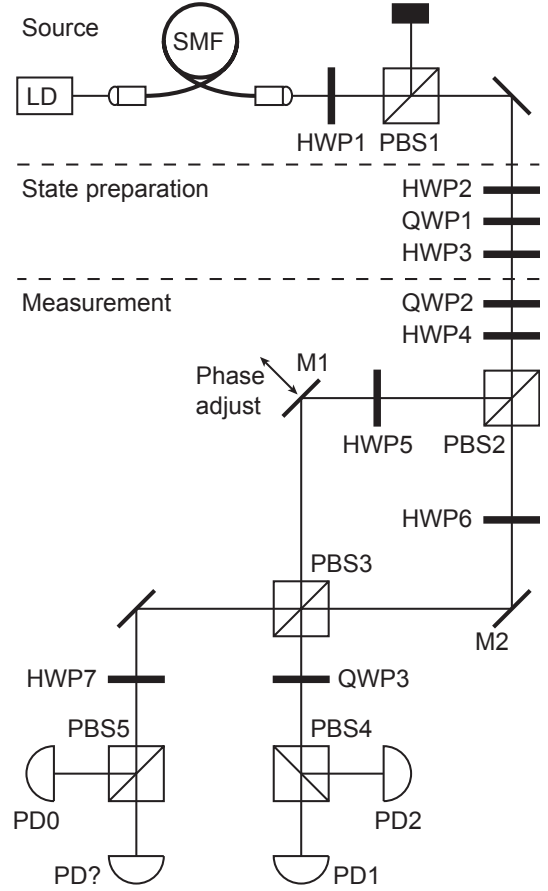 Source
SMF
LD
HWP1
PBS1
State preparation
HWP2
QWP1
HWP3
Measurement
QWP2
HWP4
M1
Phase
adjust
HWP5
PBS2
HWP6
PBS3
M2
HWP7
QWP3
PBS5
PBS4
PD0
PD2
PD?
PD1